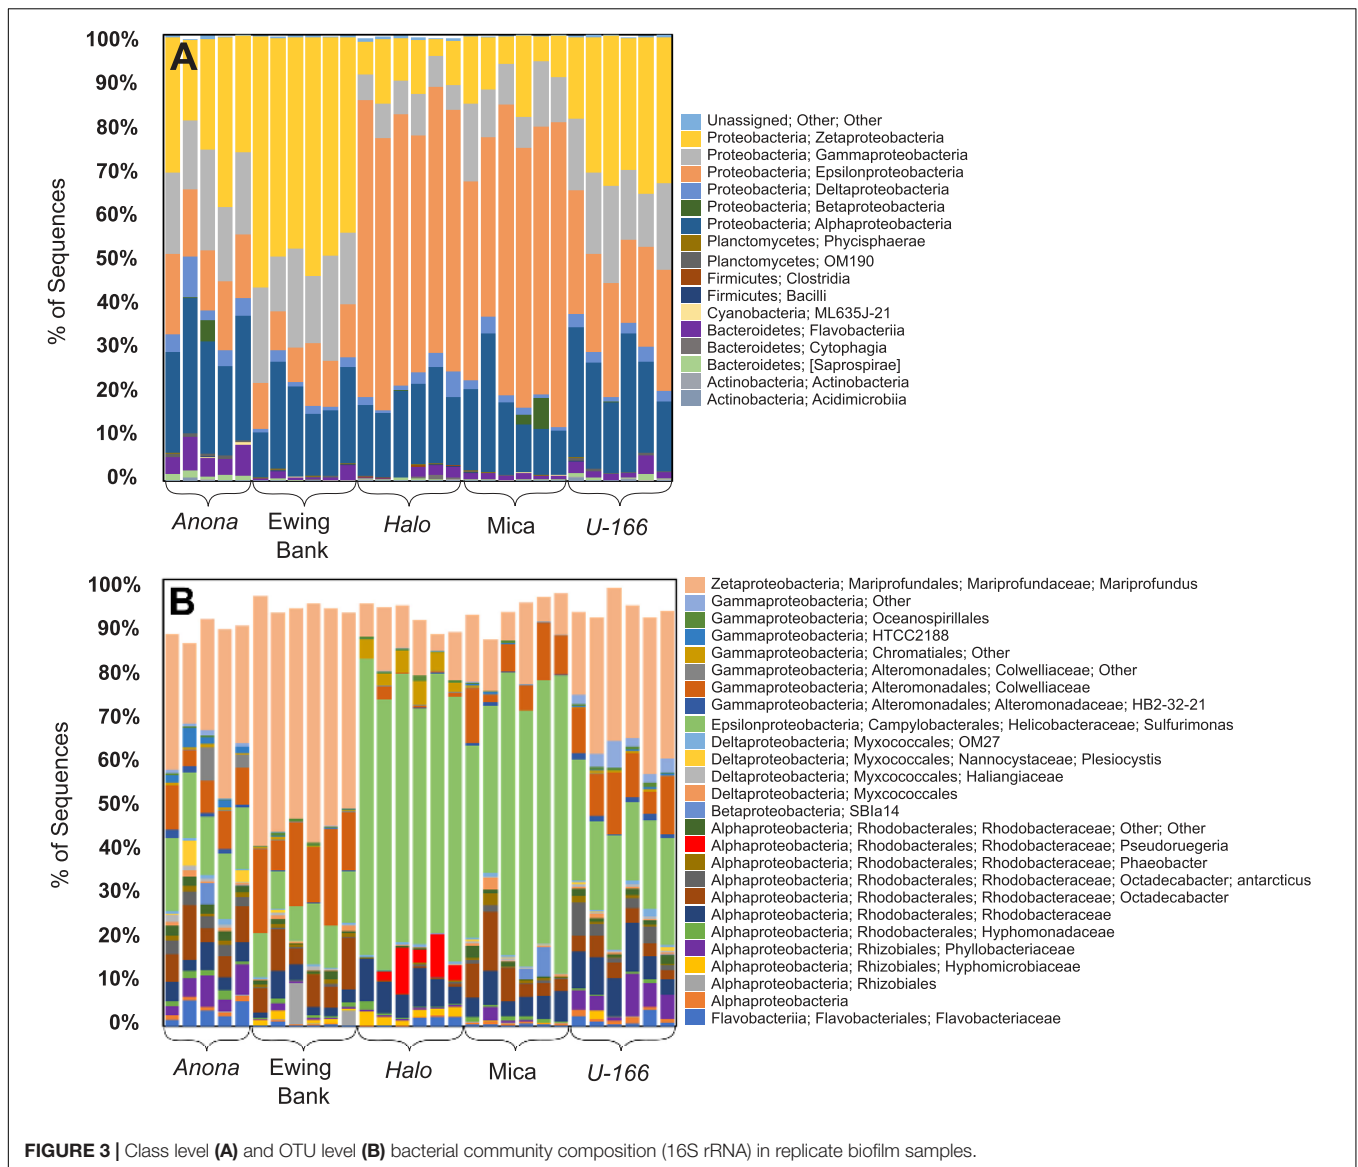 A
100%
90%
80%
70%
60%
50%
40%
30%
20%
10%
0%
% of Sequences
Anona
Ewing
Bank
Halo
Mica
U-166
Unassigned; Other; Other
Proteobacteria; Zetaproteobacteria
Proteobacteria; Gammaproteobacteria
Proteobacteria; Epsilonproteobacteria
Proteobacteria; Deltaproteobacteria
Proteobacteria; Betaproteobacteria
Proteobacteria; Alphaproteobacteria
Planctomycetes; Phycisphaerae
Planctomycetes; OM190
Firmicutes; Clostridia
Firmicutes; Bacilli
Cyanobacteria; ML635J-21
Bacteroidetes; Flavobacteriia
Bacteroidetes; Cytophagia
Bacteroidetes; [Saprospirae]
Actinobacteria; Actinobacteria
Actinobacteria; Acidimicrobiia
B
100%
90%
80%
70%
60%
50%
40%
30%
20%
10%
0%
% of Sequences
Anona
Ewing
Bank
Halo
Mica
U-166
Zetaproteobacteria; Mariprofundales; Mariprofundaceae; Mariprofundus
Gammaproteobacteria; Other
Gammaproteobacteria; Oceanospirillales
Gammaproteobacteria; HTCC2188
Gammaproteobacteria; Chromatiales; Other
Gammaproteobacteria; Alteromonadales; Colwelliaceae; Other
Gammaproteobacteria; Alteromonadales; Colwelliaceae
Gammaproteobacteria; Alteromonadales; Alteromonadaceae; HB2-32-21
Epsilonproteobacteria; Campylobacterales; Helicobacteraceae; Sulfurimonas
Deltaproteobacteria; Myxococcales; OM27
Deltaproteobacteria; Myxococcales; Nannocystaceae; Plesiocystis
Deltaproteobacteria; Myxcococcales; Haliangiaceae
Deltaproteobacteria; Myxcococcales
Betaproteobacteria; SBla14
Alphaproteobacteria; Rhodobacterales; Rhodobacteraceae; Other; Other
Alphaproteobacteria; Rhodobacterales; Rhodobacteraceae; Pseudoruegeria
Alphaproteobacteria; Rhodobacterales; Rhodobacteraceae; Phaeobacter
Alphaproteobacteria; Rhodobacterales; Rhodobacteraceae; Octadecabacter; antarcticus
Alphaproteobacteria; Rhodobacterales; Rhodobacteraceae; Octadecabacter
Alphaproteobacteria; Rhodobacterales; Rhodobacteraceae
Alphaproteobacteria; Rhodobacterales; Hyphomonadaceae
Alphaproteobacteria; Rhizobiales; Phyllobacteriaceae
Alphaproteobacteria; Rhizobiales; Hyphomicrobiaceae
Alphaproteobacteria; Rhizobiales
Alphaproteobacteria
Flavobacteriia; Flavobacteriales; Flavobacteriaceae
FIGURE 3 | Class level (A) and OTU level (B) bacterial community composition (16S rRNA) in replicate biofilm samples.